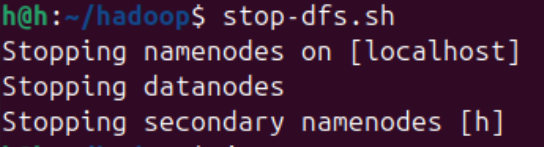 h@h:~/hadoop$ stop-dfs.sh
Stopping namenodes on [localhost]
Stopping datanodes
Stopping secondary namenodes [h]